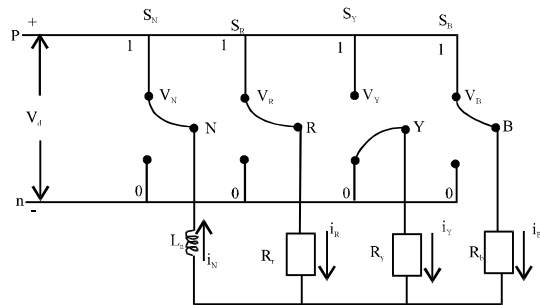 S_N S_R S_Y S_B
P +
1 1 1 1
V_N V_R V_Y V_B
V_d
N R Y B
0 0 0 0
n
-
L_n i_N R_r i_R R_y i_Y R_b i_B